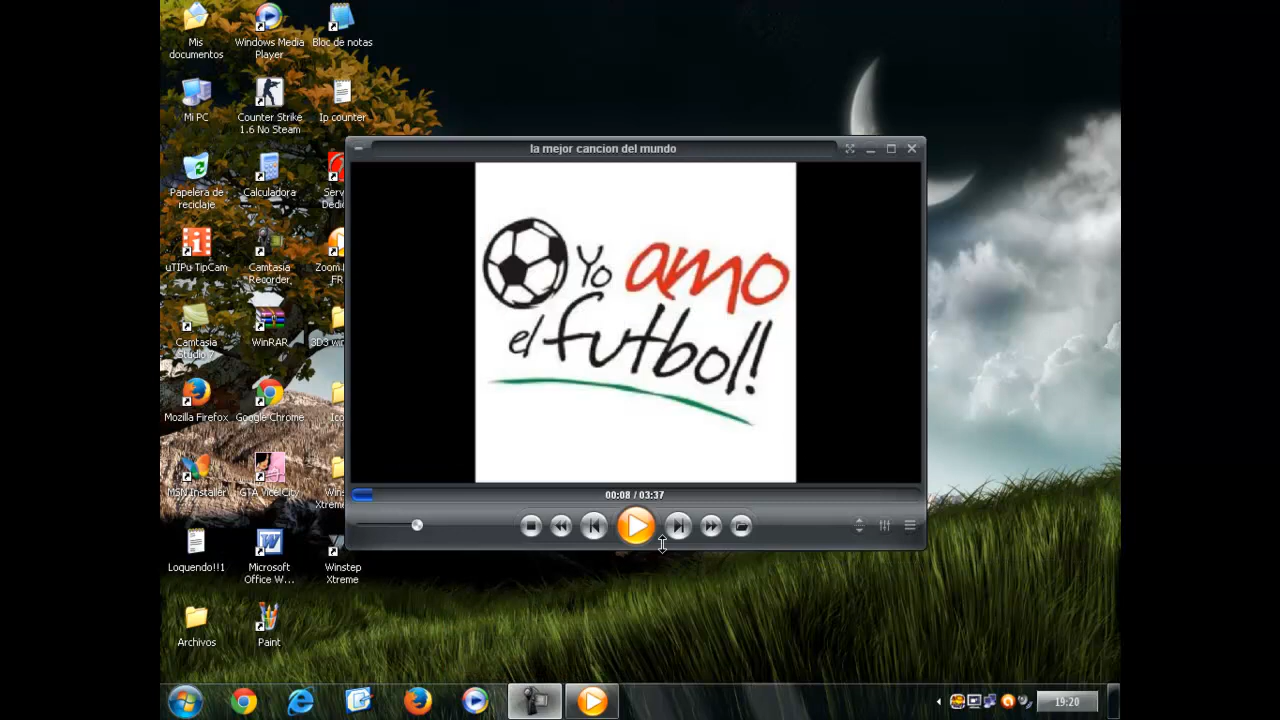 Mis documentos
Windows Media Player
Bloc de notas
Mi PC
Counter Strike 1.6 No Steam
Ip counter
la mejor cancion del mundo
Papelera de reciclaje
Calculadora
uTIPu TipCam
Camtasia Recorder
Zoom
FR
Yo amo
el futbol!
Camtasia Studio 7
WinRAR
Mozilla Firefox
Google Chrome
MSN Installer
GTA Vice City
00:08 / 03:37
Loquendo!!1
Microsoft Office W...
Winstep Xtreme
Archivos
Paint
19:20